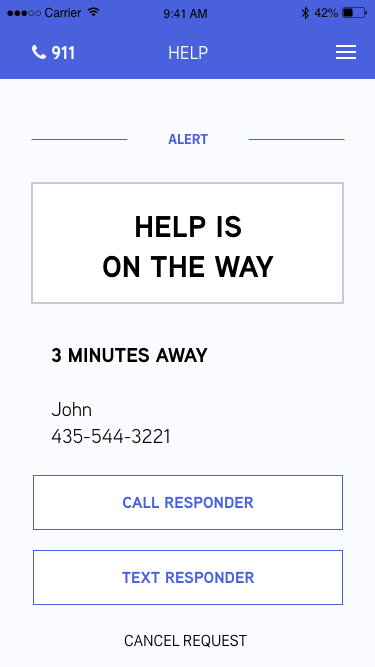 Carrier 9:41 AM 42%
911 HELP
ALERT
HELP IS
ON THE WAY
3 MINUTES AWAY
John
435-544-3221
CALL RESPONDER
TEXT RESPONDER
CANCEL REQUEST